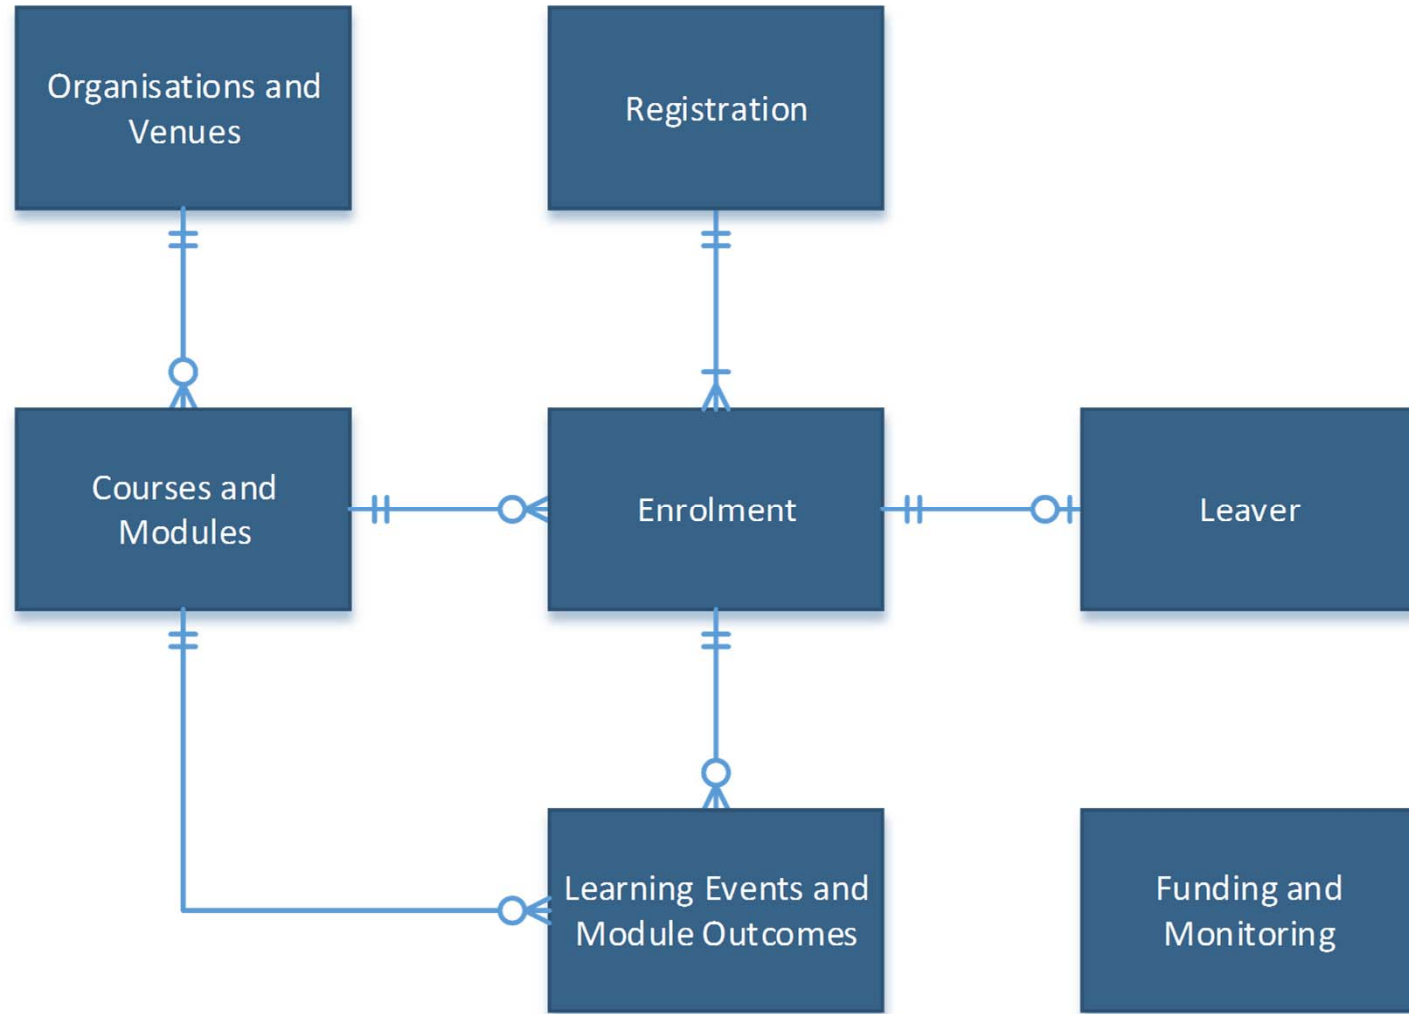 Organisations and
Venues
Registration
Courses and
Modules
Enrolment
Leaver
Learning Events and
Module Outcomes
Funding and
Monitoring